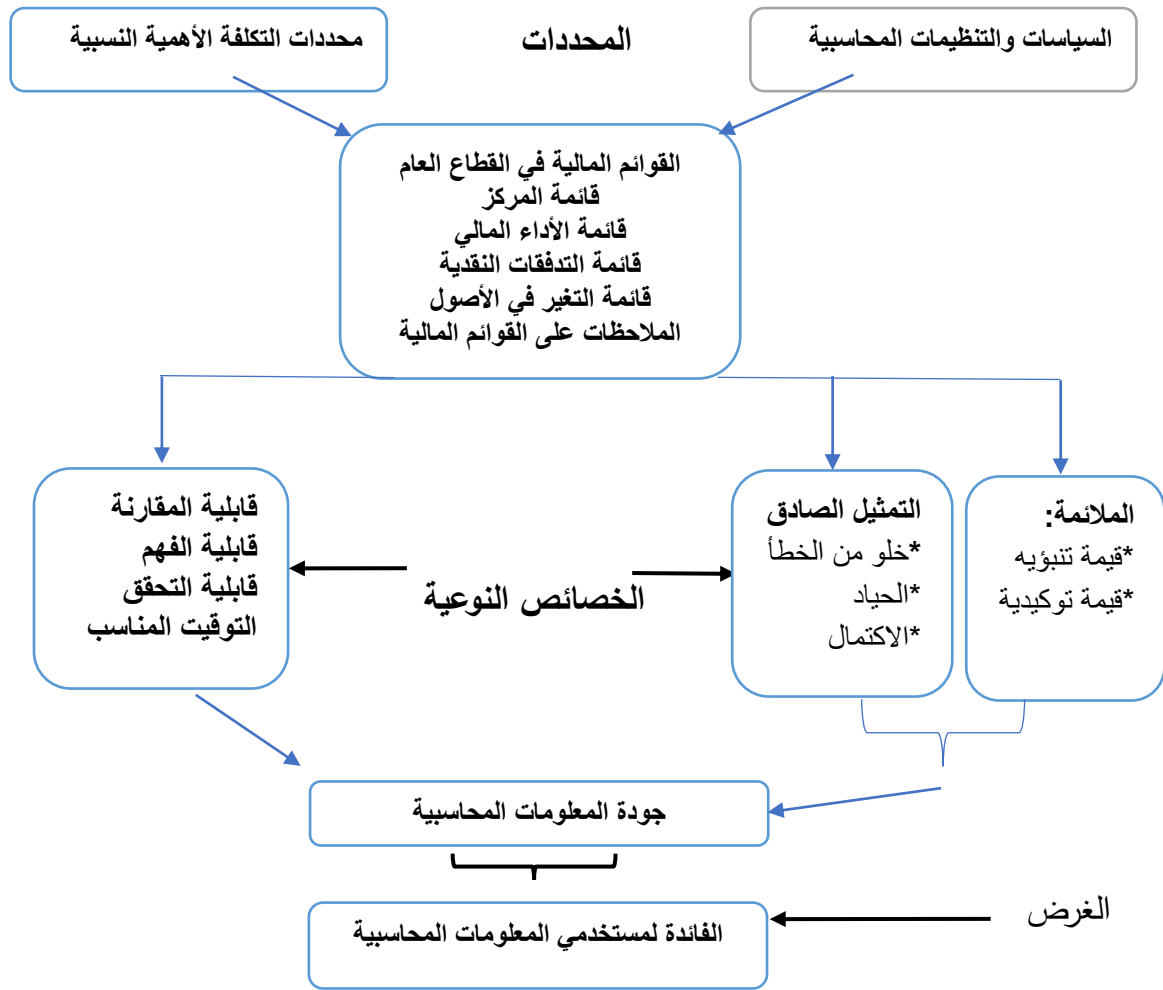 السياسات والتنظيمات المحاسبية
المحددات
محددات التكلفة الأهمية النسبية
القوائم المالية في القطاع العام
قائمة المركز
قائمة الأداء المالي
قائمة التدفقات النقدية
قائمة التغير في الأصول
الملاحظات على القوائم المالية
الملائمة:
*قيمة تنبؤيه
*قيمة توكيدية
التمثيل الصادق
*خلو من الخطأ
*الحياد
*الاكتمال
الخصائص النوعية
قابلية المقارنة
قابلية الفهم
قابلية التحقق
التوقيت المناسب
جودة المعلومات المحاسبية
الغرض
الفائدة لمستخدمي المعلومات المحاسبية